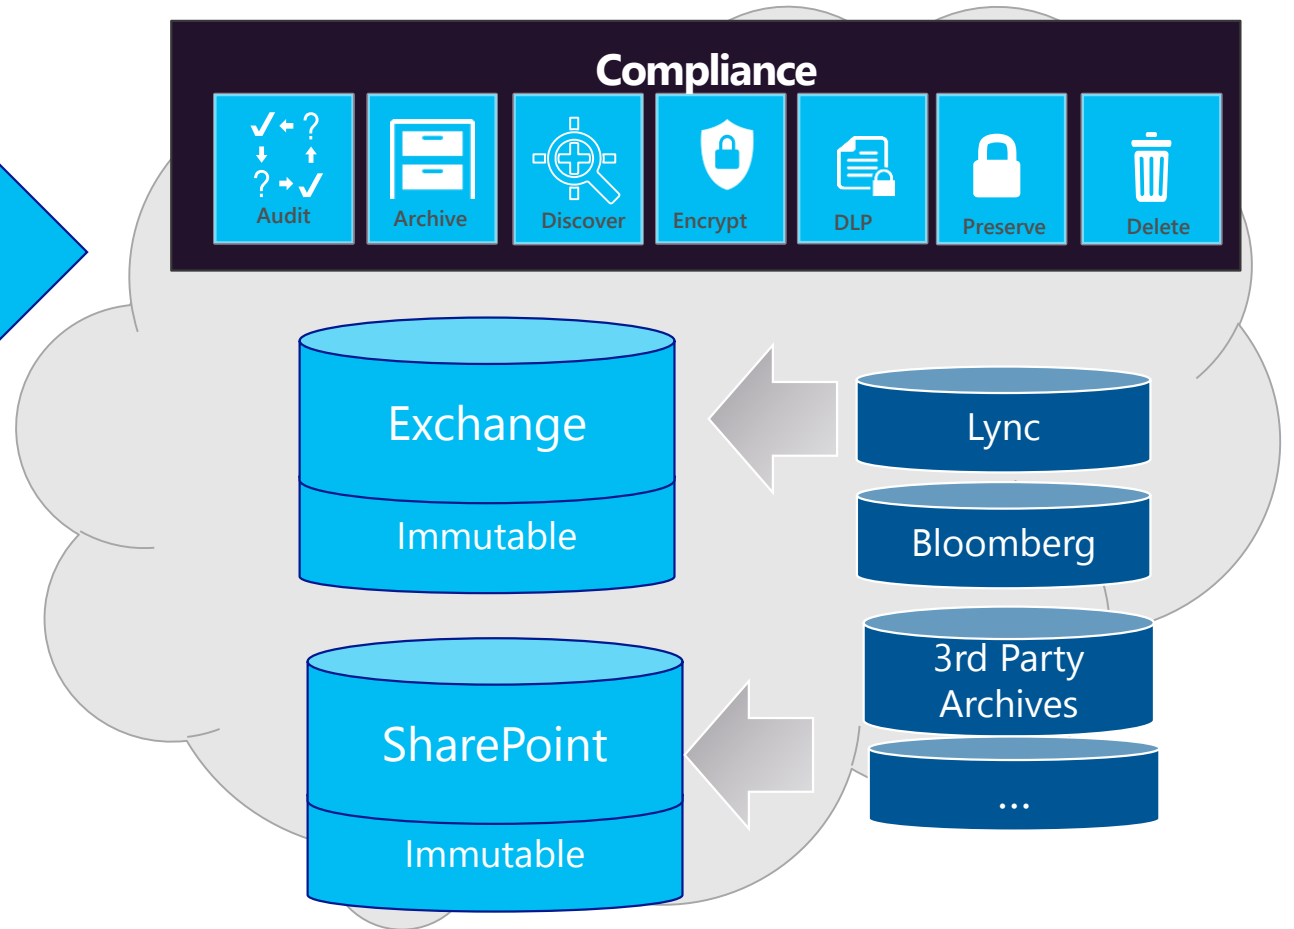 Compliance
Audit
Archive
Discover
Encrypt
DLP
Preserve
Delete
Exchange
Immutable
Lync
Bloomberg
3rd Party
Archives
...
SharePoint
Immutable